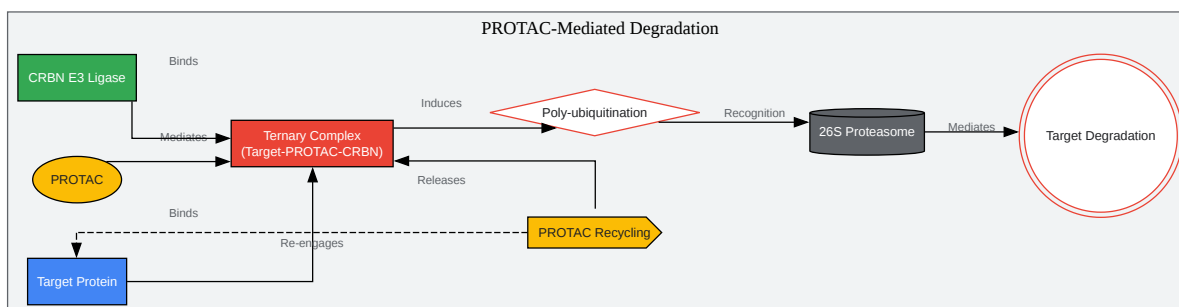 PROTAC-Mediated Degradation
Binds
CRBN E3 Ligase
Induces
Poly-ubiquitination
Recognition
Mediates
Ternary Complex
(Target-PROTAC-CRBN)
26S Proteasome
Mediates
Target Degradation
PROTAC
Releases
Binds
PROTAC Recycling
Re-engages
Target Protein